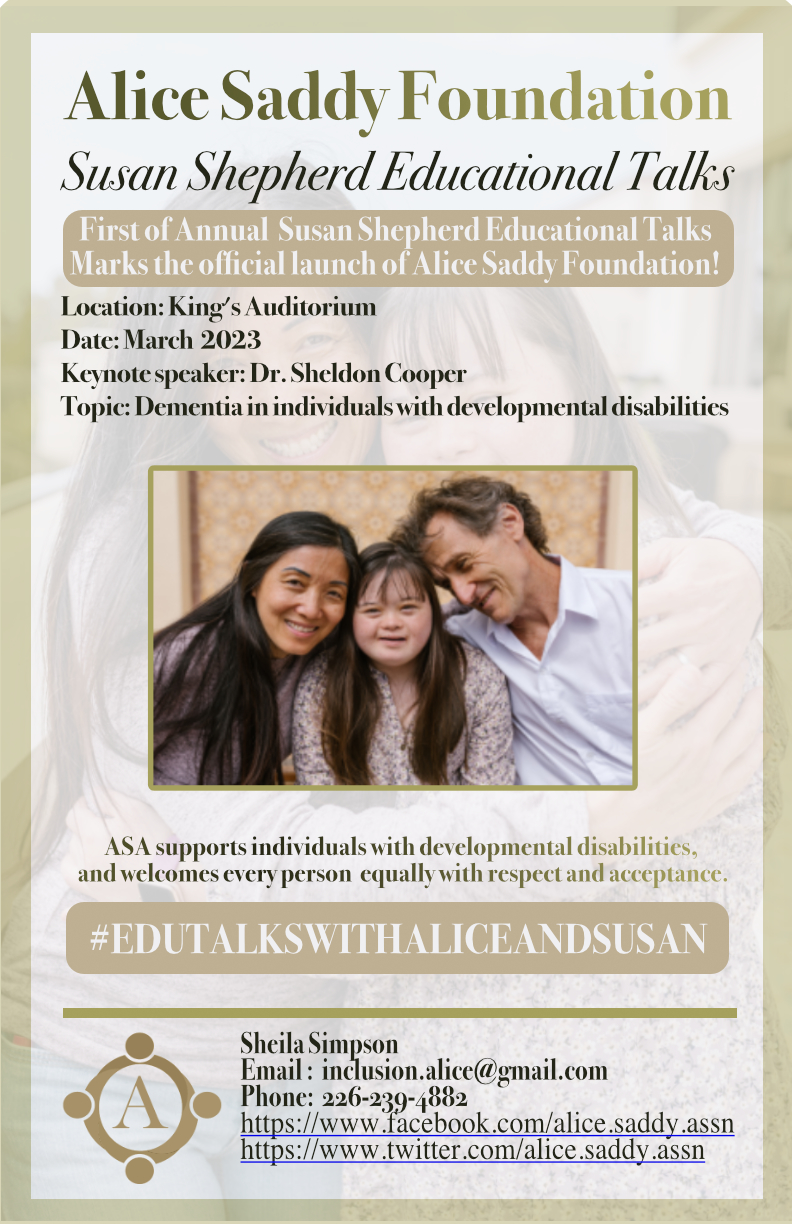 Alice Saddy Foundation
Susan Shepherd Educational Talks
First of Annual Susan Shepherd Educational Talks
Marks the official launch of Alice Saddy Foundation!
Location: King's Auditorium
Date: March 2023
Keynote speaker: Dr. Sheldon Cooper
Topic: Dementia in individuals with developmental disabilities
ASA supports individuals with developmental disabilities,
and welcomes every person equally with respect and acceptance.
#EDUTALKSWITHALICEANDSUSAN
A
Sheila Simpson
Email : inclusion.alice@gmail.com
Phone: 226-239-4882
https://www.facebook.com/alice.saddy.assn
https://www.twitter.com/alice.saddy.assn